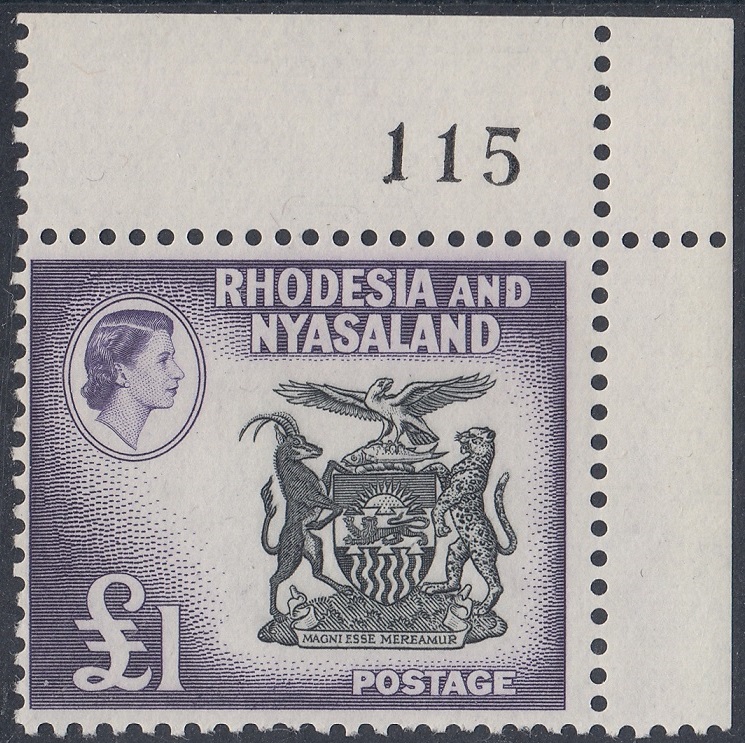 115
RHODESIA AND
NYASALAND
£1
MAGNI ESSE MEREAMUR
POSTAGE